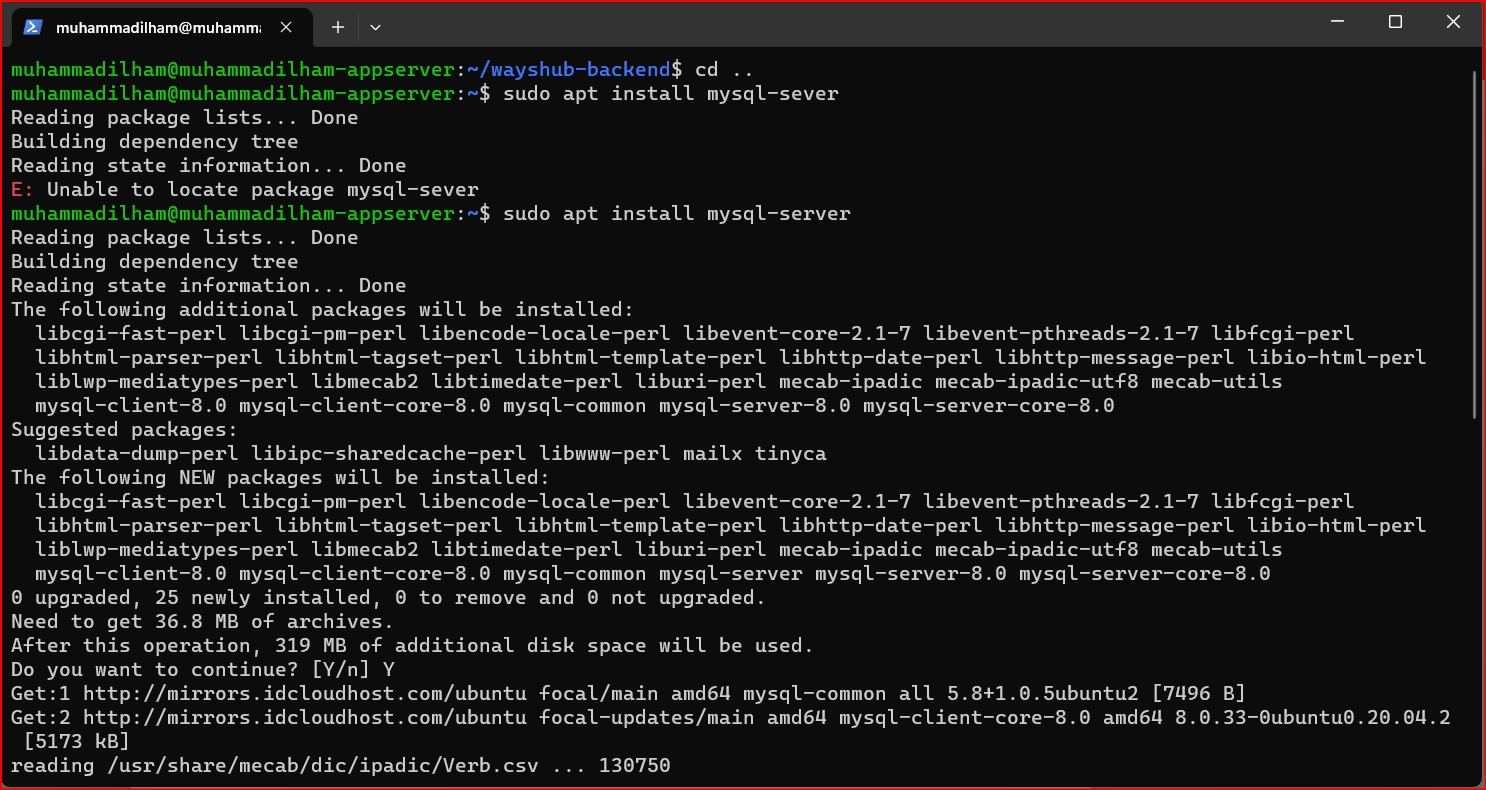 muhammadilham@muhamma
muhammadilham@muhammadilham-appserver:~/wayshub-backend$ cd ..
muhammadilham@muhammadilham-appserver:~$ sudo apt install mysql-sever
Reading package lists... Done
Building dependency tree
Reading state information... Done
E: Unable to locate package mysql-sever
muhammadilham@muhammadilham-appserver:~$ sudo apt install mysql-server
Reading package lists... Done
Building dependency tree
Reading state information... Done
The following additional packages will be installed:
  libcgi-fast-perl libcgi-pm-perl libencode-locale-perl libevent-core-2.1-7 libevent-pthreads-2.1-7 libfcgi-perl
  libhtml-parser-perl libhtml-tagset-perl libhtml-template-perl libhttp-date-perl libhttp-message-perl libio-html-perl
  liblwp-mediatypes-perl libmecab2 libtimedate-perl liburi-perl mecab-ipadic mecab-ipadic-utf8 mecab-utils
  mysql-client-8.0 mysql-client-core-8.0 mysql-common mysql-server-8.0 mysql-server-core-8.0
Suggested packages:
  libdata-dump-perl libipc-sharedcache-perl libwww-perl mailx tinyca
The following NEW packages will be installed:
  libcgi-fast-perl libcgi-pm-perl libencode-locale-perl libevent-core-2.1-7 libevent-pthreads-2.1-7 libfcgi-perl
  libhtml-parser-perl libhtml-tagset-perl libhtml-template-perl libhttp-date-perl libhttp-message-perl libio-html-perl
  liblwp-mediatypes-perl libmecab2 libtimedate-perl liburi-perl mecab-ipadic mecab-ipadic-utf8 mecab-utils
  mysql-client-8.0 mysql-client-core-8.0 mysql-common mysql-server mysql-server-8.0 mysql-server-core-8.0
0 upgraded, 25 newly installed, 0 to remove and 0 not upgraded.
Need to get 36.8 MB of archives.
After this operation, 319 MB of additional disk space will be used.
Do you want to continue? [Y/n] Y
Get:1 http://mirrors.idcloudhost.com/ubuntu focal/main amd64 mysql-common all 5.8+1.0.5ubuntu2 [7496 B]
Get:2 http://mirrors.idcloudhost.com/ubuntu focal-updates/main amd64 mysql-client-core-8.0 amd64 8.0.33-0ubuntu0.20.04.2
 [5173 kB]
reading /usr/share/mecab/dic/ipadic/Verb.csv ... 130750